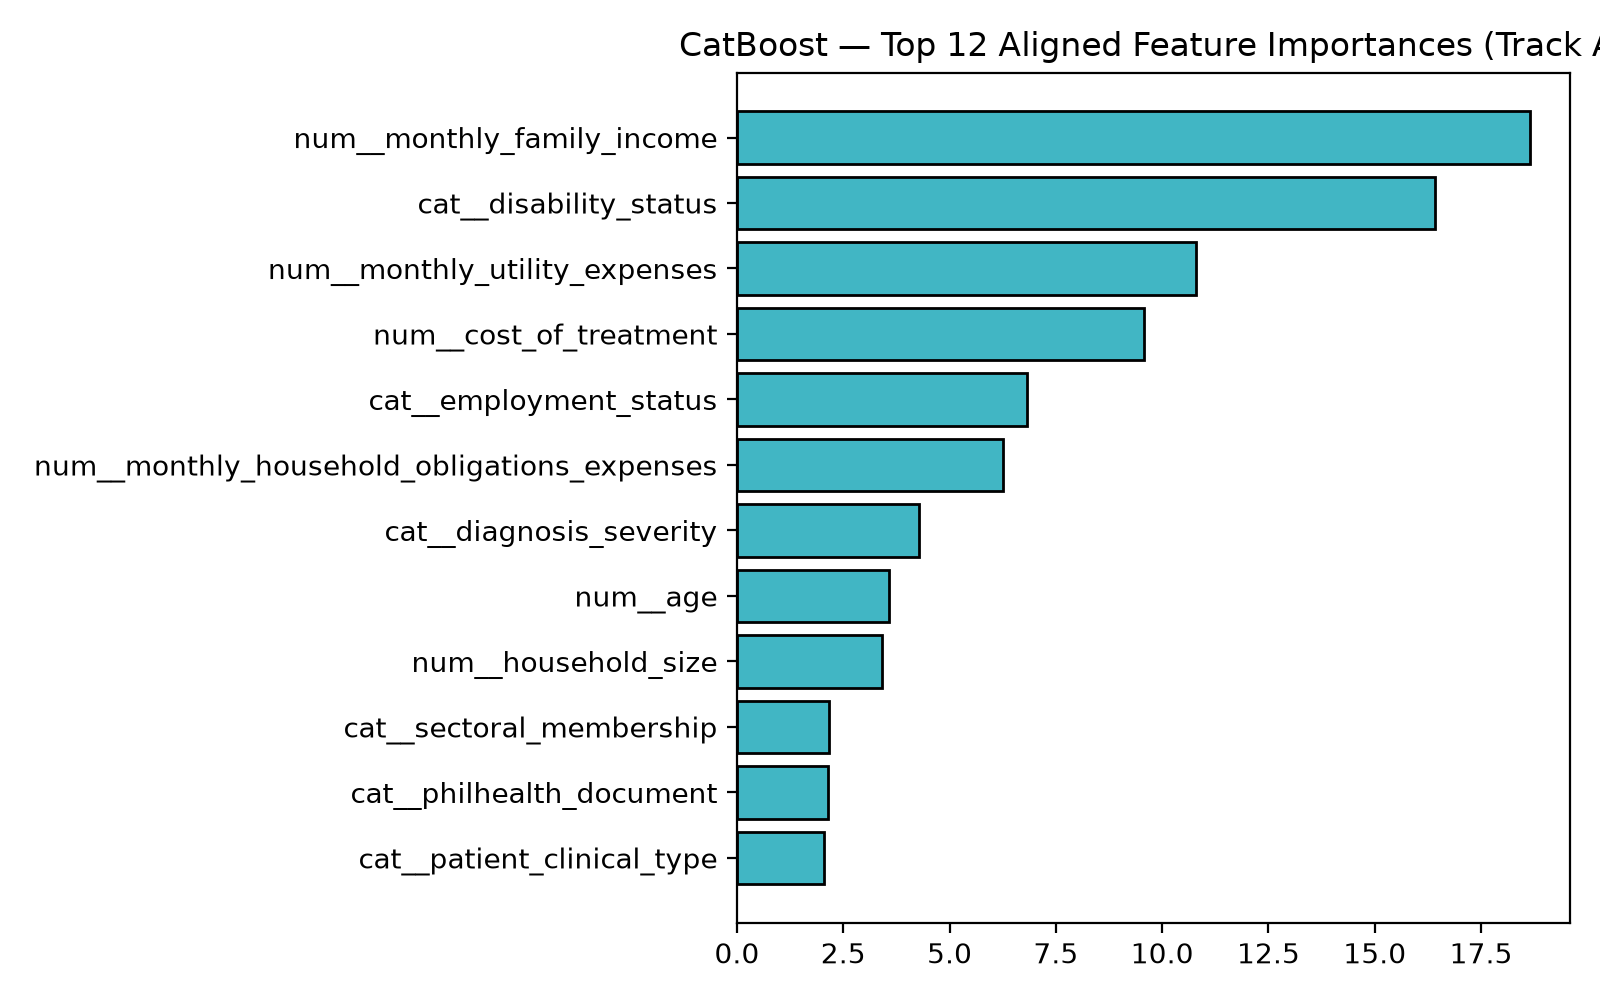 CatBoost — Top 12 Aligned Feature Importances (Track
num__monthly_family_income
cat__disability_status
num__monthly_utility_expenses
num__cost_of_treatment
cat__employment_status
num__monthly_household_obligations_expenses
cat__diagnosis_severity
num__age
num__household_size
cat__sectoral_membership
cat__philhealth_document
cat__patient_clinical_type
0.0 2.5 5.0 7.5 10.0 12.5 15.0 17.5